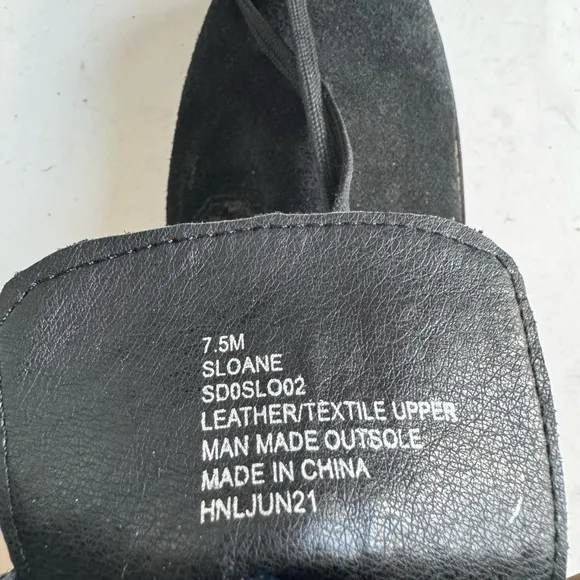 7.5M
SLOANE
SD0SLO02
LEATHER/TEXTILE UPPER
MAN MADE OUTSOLE
MADE IN CHINA
HNLJUN21